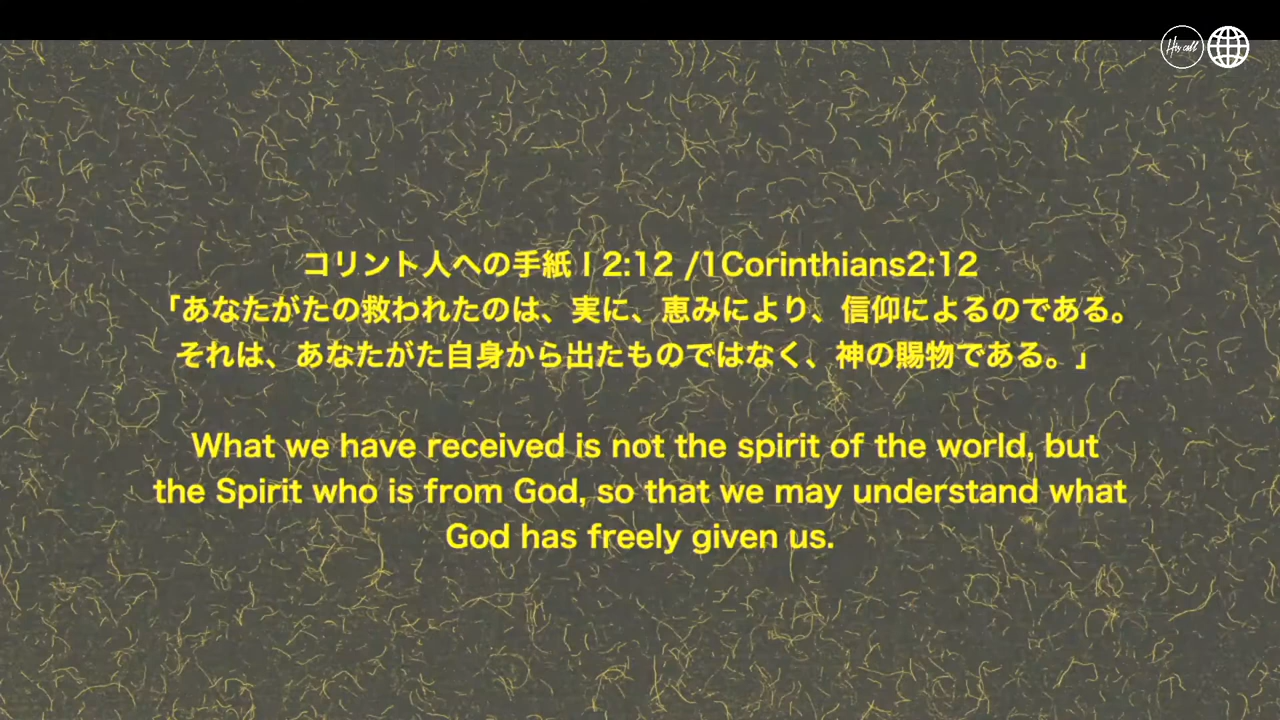 His call
コリント人への手紙 I 2:12 /1Corinthians2:12
「あなたがたの救われたのは、実に、恵みにより、信仰によるのである。
それは、あなたがた自身から出たものではなく、神の賜物である。」
What we have received is not the spirit of the world, but
the Spirit who is from God, so that we may understand what
God has freely given us.